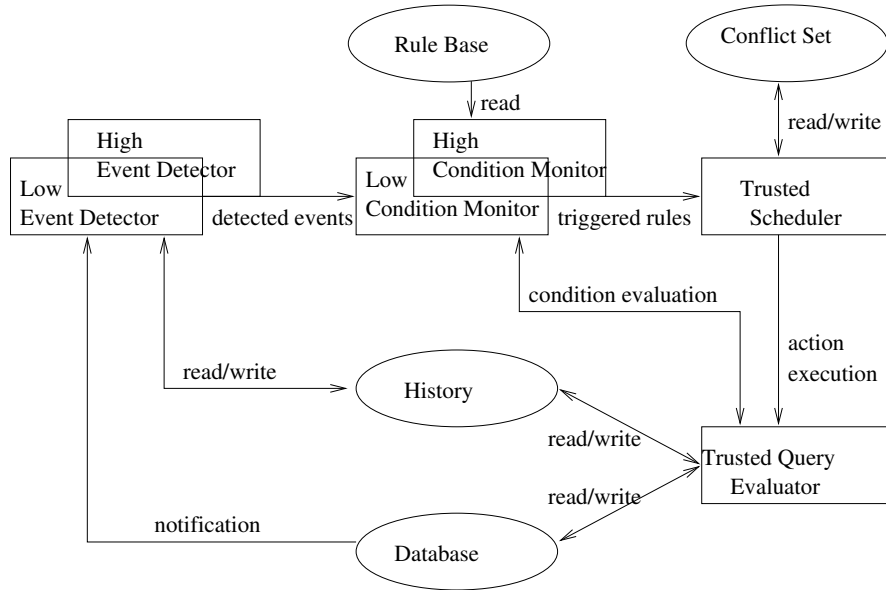 Rule Base
Conflict Set
read
read/write
High
Event Detector
Low
Event Detector
detected events
High
Condition Monitor
Low
Condition Monitor
triggered rules
Trusted
Scheduler
condition evaluation
action
execution
read/write
History
read/write
Trusted Query
Evaluator
read/write
notification
Database